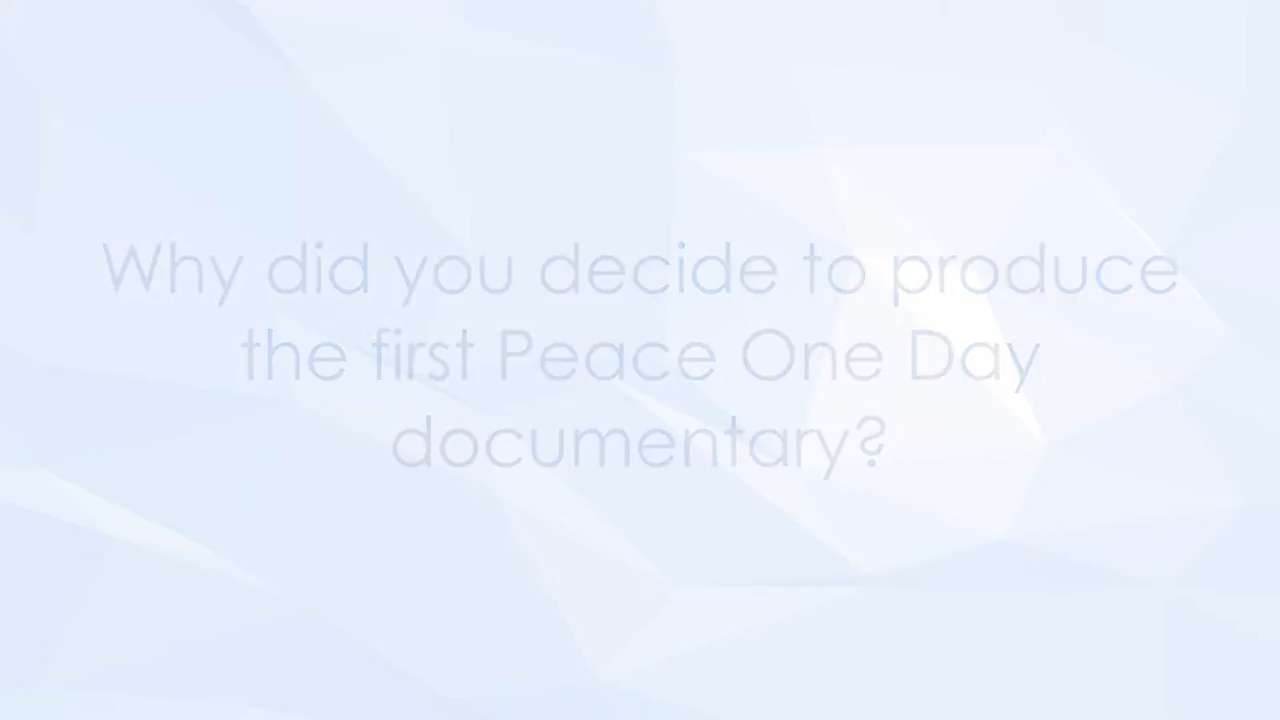 Why did you decide to produce
the first Peace One Day
documentary?